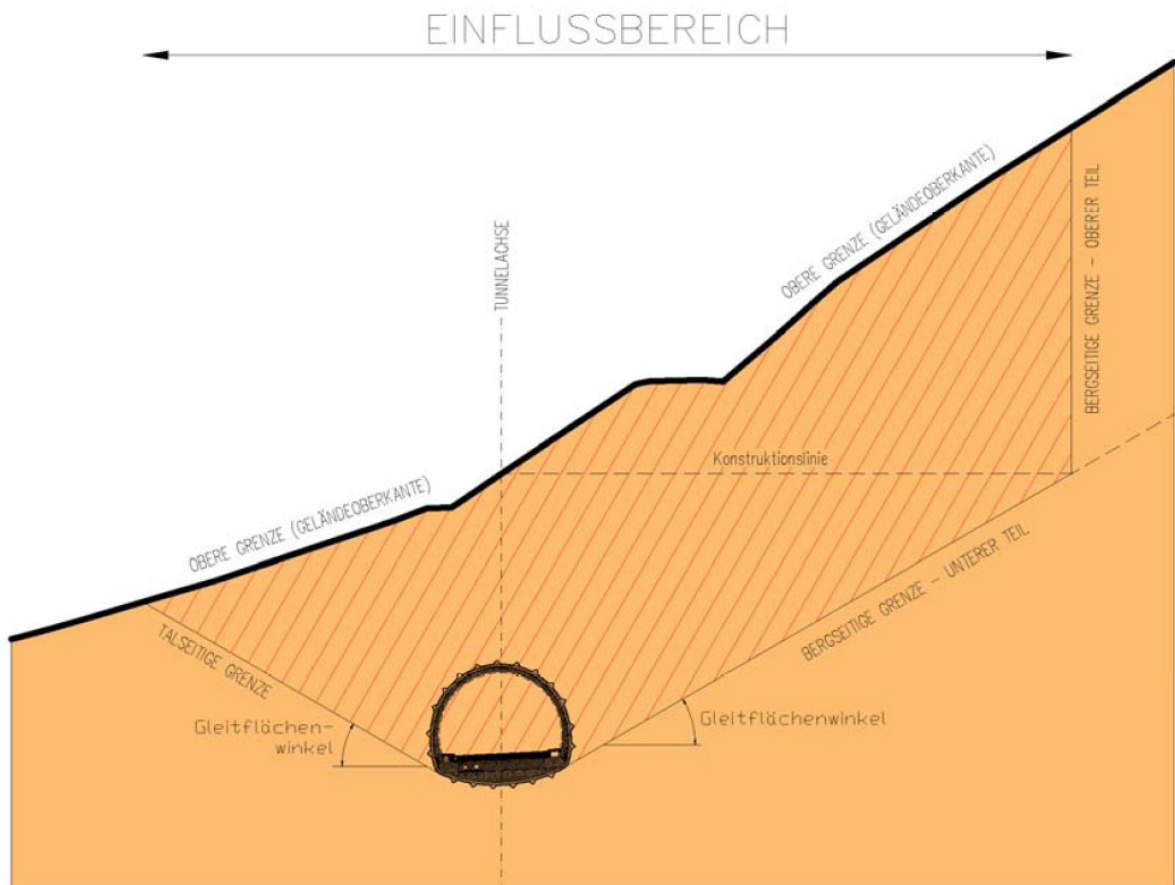 EINFLUSSBEREICH
OBERE GRENZE (GELÄNDEOBERKANTE)
BERGSEITIGE GRENZE - OBERER TEIL
TUNNELACHSE
Konstruktionslinie
OBERE GRENZE (GELÄNDEOBERKANTE)
BERGSEITIGE GRENZE - UNTERER TEIL
TALSEITIGE GRENZE
Gleitflächen-
winkel
Gleitflächenwinkel